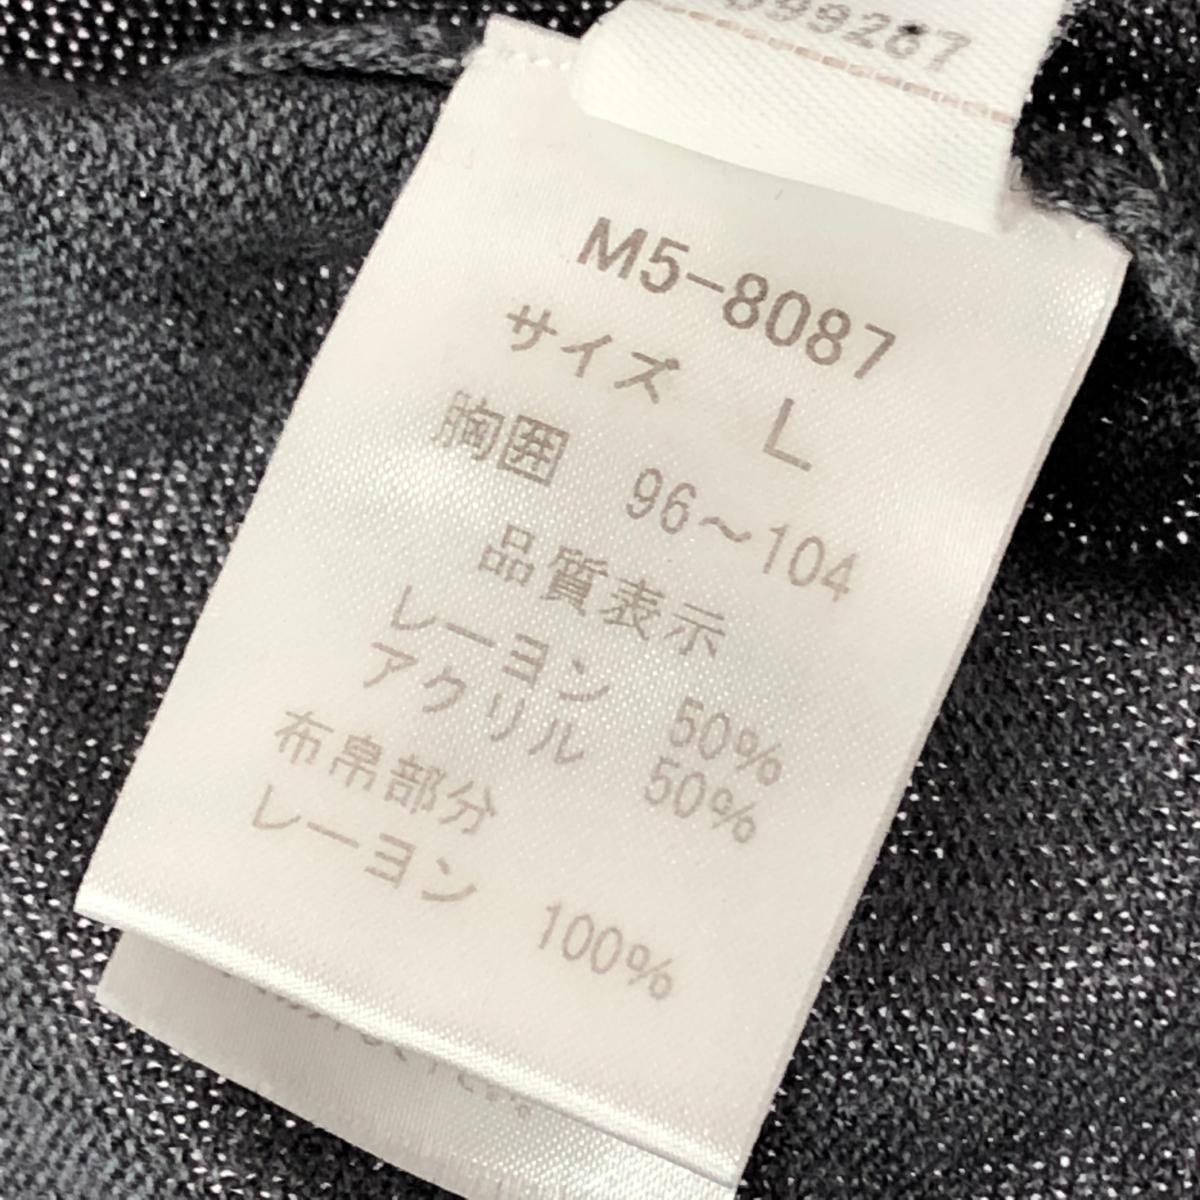 M5-8087
サイズ L
胸囲 96～104
品質表示
レーヨン 50%
アクリル 50%
布帛部分
レーヨン 100%